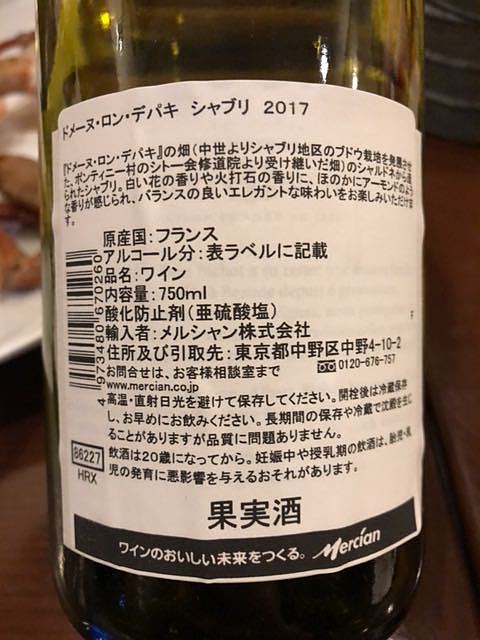 ドメーヌ・ロン・デパキ シャブリ 2017
『ドメーヌ・ロン・デパキ』の畑(中世よりシャブリ地区のブドウ栽培を発展させ
た、ポンティニー村のシトー会修道院より受け継いだ畑)のシャルドネから造
られたシャブリ。白い花の香りや火打石の香りに、ほのかにアーモンドのよう
な香りが感じられ、バランスの良いエレガントな味わいをお楽しみいただけま
す。
原産国:フランス
アルコール分:表ラベルに記載
品名:ワイン
内容量:750ml
酸化防止剤(亜硫酸塩)
輸入者:メルシャン株式会社
住所及び引取先:東京都中野区中野4-10-2
お問合せは、お客様相談室まで 0120-676-757
www.mercian.co.jp
高温・直射日光を避けて保存してください。開栓後は冷蔵保存
し、お早めにお飲みください。長期間の保存や冷蔵で沈殿を生じ
ることがありますが品質に問題ありません。
飲酒は20歳になってから。妊娠中や授乳期の飲酒は、胎児・乳
児の発育に悪影響を与えるおそれがあります。
4973480670260
86227
HRX
果実酒
ワインのおいしい未来をつくる。 Mercian